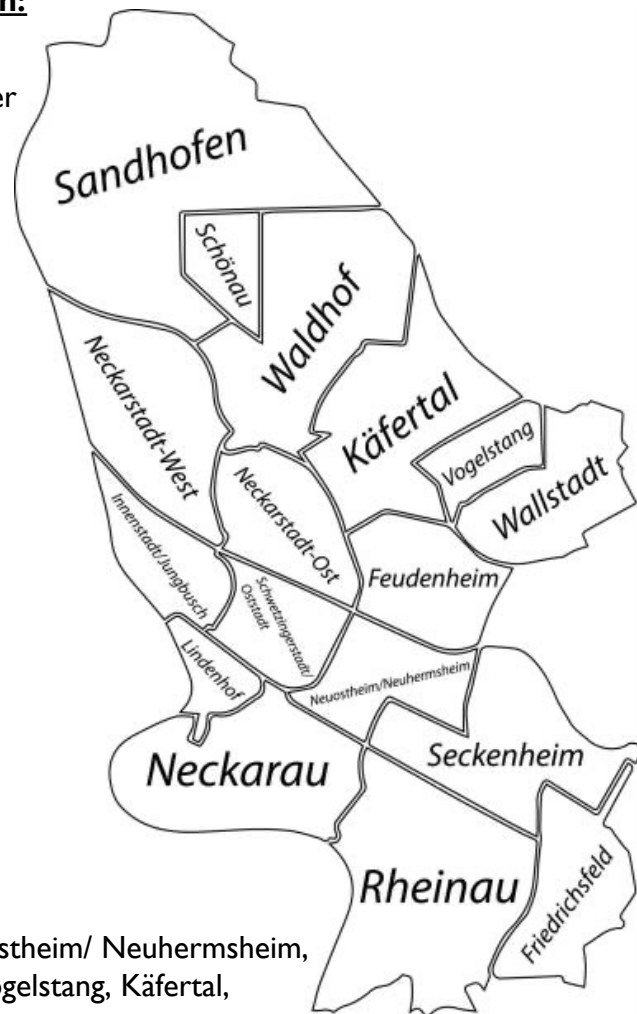 er
Sandhofen
Schönau
Waldhof
Neckarstadt-West
Käfertal
Vogelstang
Wallstadt
Neckarstadt-Ost
Innenstadt/Jungbusch
Feudenheim
Schwetzingerstadt/
Oststadt
Lindenhof
Neuostheim/Neuhermsheim
Neckarau
Seckenheim
Rheinau
Friedrichsfeld
stheim/ Neuhermsheim,
gelstang, Käfertal,